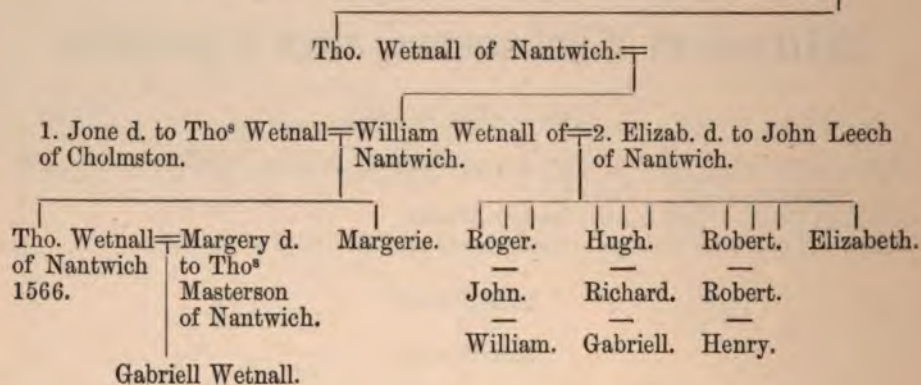 Tho. Wetnall of Nantwich.
1. Jone d. to Thoˢ Wetnall William Wetnall of 2. Elizab. d. to John Leech
of Cholmston. Nantwich. of Nantwich.
Tho. Wetnall Margery d. Margerie. Roger. Hugh. Robert. Elizabeth.
of Nantwich to Thoˢ John. Richard. Robert.
1566. Masterson
of Nantwich. William. Gabriell. Henry.
Gabriell Wetnall.